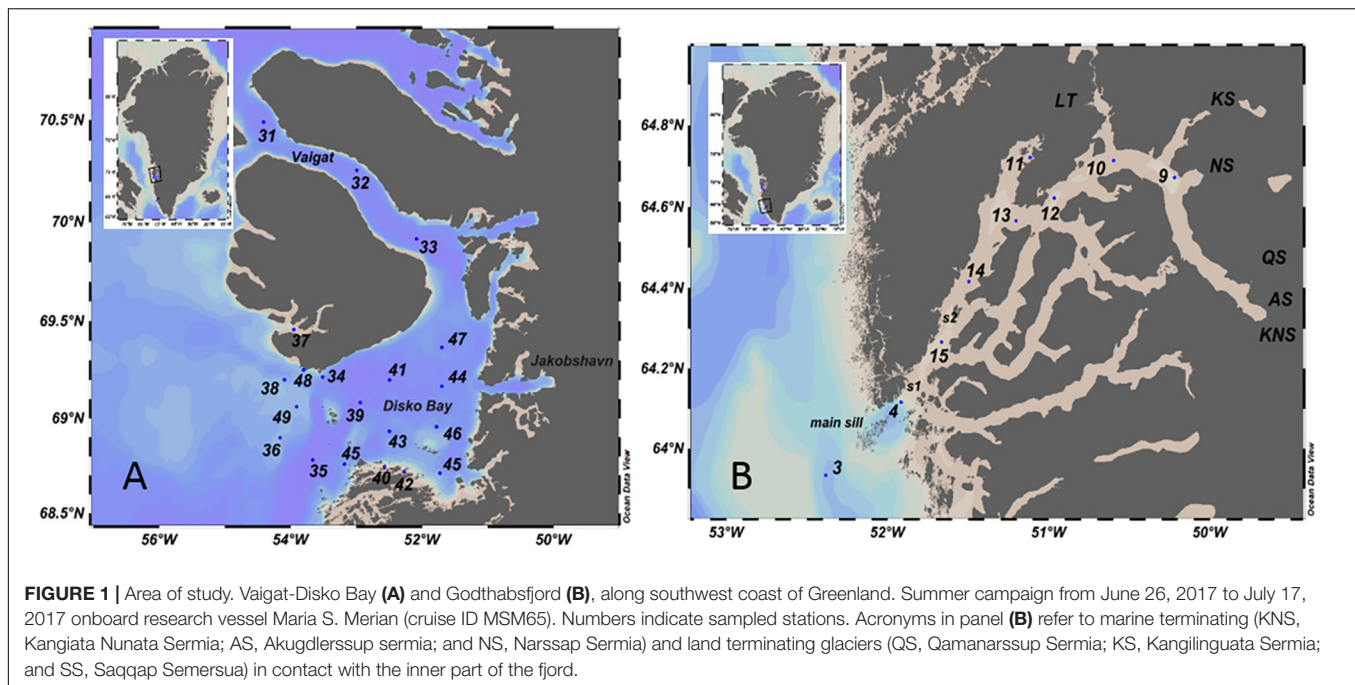 70.5°N
70°N
69.5°N
69°N
68.5°N
56°W
54°W
52°W
50°W
31
Vaigat
32
33
37
47
Jakobshavn
38
48
34
41
44
49
39
Disko Bay
36
43
46
35
45
40
42
45
A
Ocean Data View
64.8°N
64.6°N
64.4°N
64.2°N
64°N
53°W
52°W
51°W
50°W
LT
KS
11
10
9
NS
13
12
14
QS
s2
AS
15
KNS
s1
4
main sill
3
B
Ocean Data View
FIGURE 1 | Area of study. Vaigat-Disko Bay (A) and Godthabsfjord (B), along southwest coast of Greenland. Summer campaign from June 26, 2017 to July 17,
2017 onboard research vessel Maria S. Merian (cruise ID MSM65). Numbers indicate sampled stations. Acronyms in panel (B) refer to marine terminating (KNS,
Kangiata Nunata Sermia; AS, Akugdlerssup sermia; and NS, Narssap Sermia) and land terminating glaciers (QS, Qamanarssup Sermia; KS, Kangilinguata Sermia;
and SS, Saqqap Semersua) in contact with the inner part of the fjord.